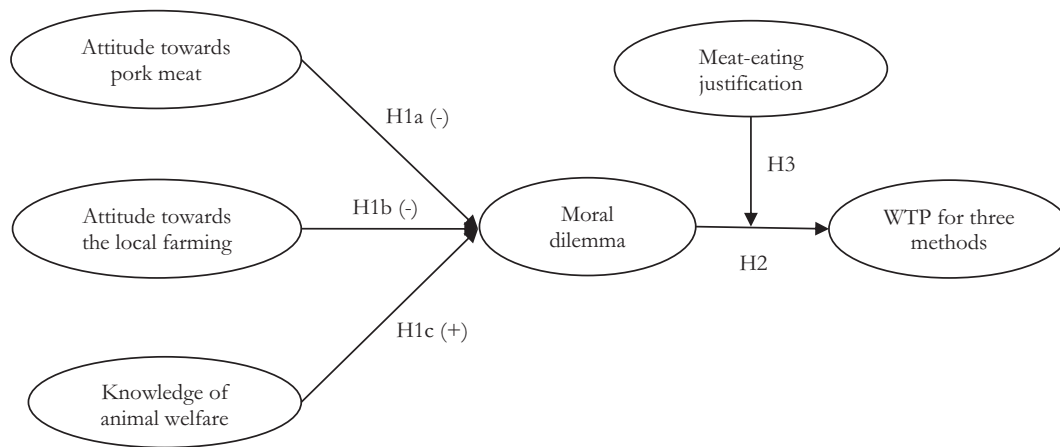 Attitude towards
pork meat
Meat-eating
justification
H1a (-)
H3
H1b (-)
Attitude towards
the local farming
Moral
dilemma
WTP for three
methods
H2
H1c (+)
Knowledge of
animal welfare